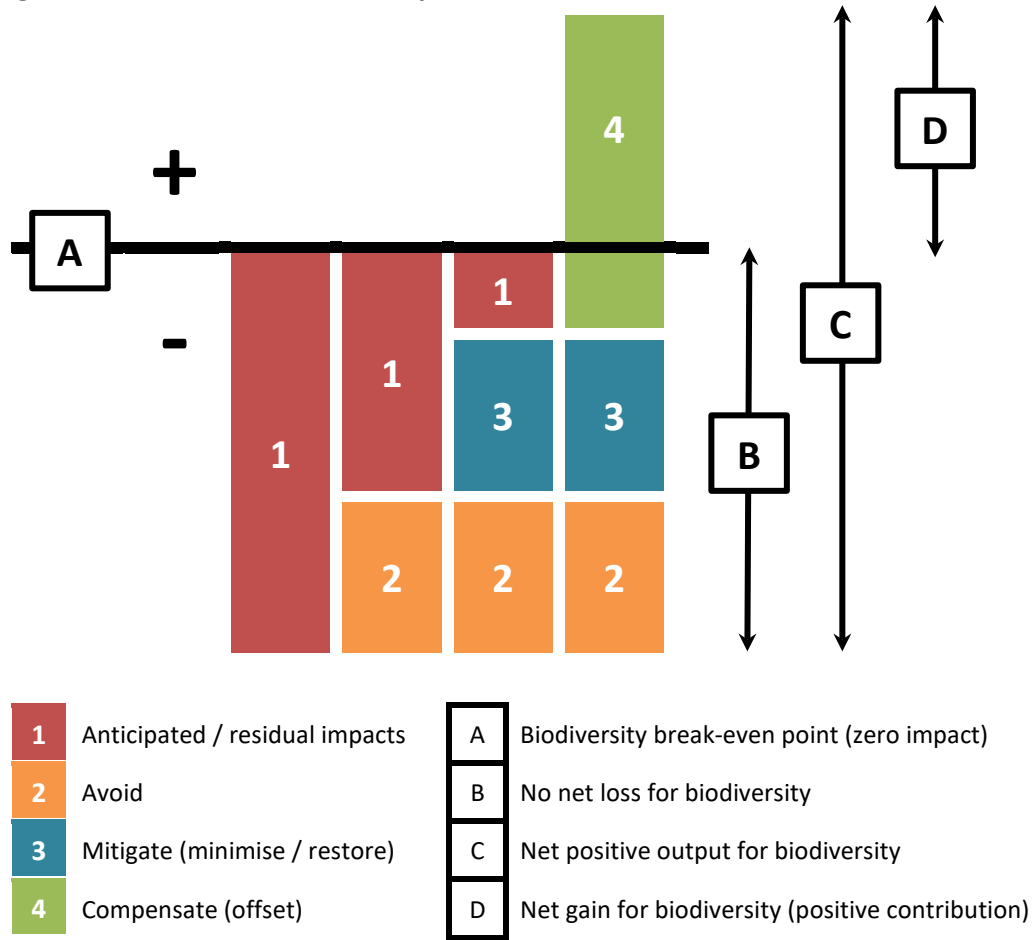 4
D
+
A
1
C
-
1
3
3
B
1
2
2
2
1 Anticipated / residual impacts
2 Avoid
3 Mitigate (minimise / restore)
4 Compensate (offset)
A Biodiversity break-even point (zero impact)
B No net loss for biodiversity
C Net positive output for biodiversity
D Net gain for biodiversity (positive contribution)